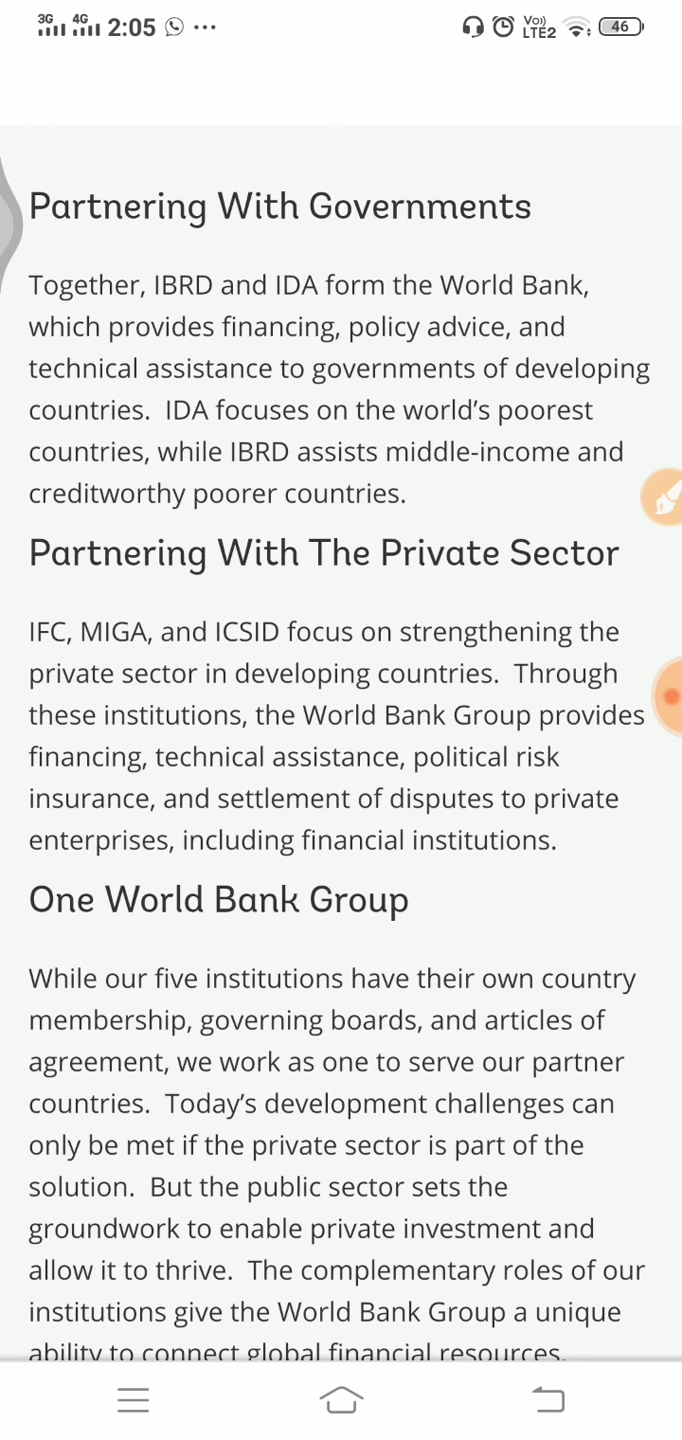 3G 4G 2:05 ... Vo)) LTE2 46
Partnering With Governments
Together, IBRD and IDA form the World Bank,
which provides financing, policy advice, and
technical assistance to governments of developing
countries.  IDA focuses on the world's poorest
countries, while IBRD assists middle-income and
creditworthy poorer countries.
Partnering With The Private Sector
IFC, MIGA, and ICSID focus on strengthening the
private sector in developing countries.  Through
these institutions, the World Bank Group provides
financing, technical assistance, political risk
insurance, and settlement of disputes to private
enterprises, including financial institutions.
One World Bank Group
While our five institutions have their own country
membership, governing boards, and articles of
agreement, we work as one to serve our partner
countries.  Today's development challenges can
only be met if the private sector is part of the
solution.  But the public sector sets the
groundwork to enable private investment and
allow it to thrive.  The complementary roles of our
institutions give the World Bank Group a unique
ability to connect global financial resources,